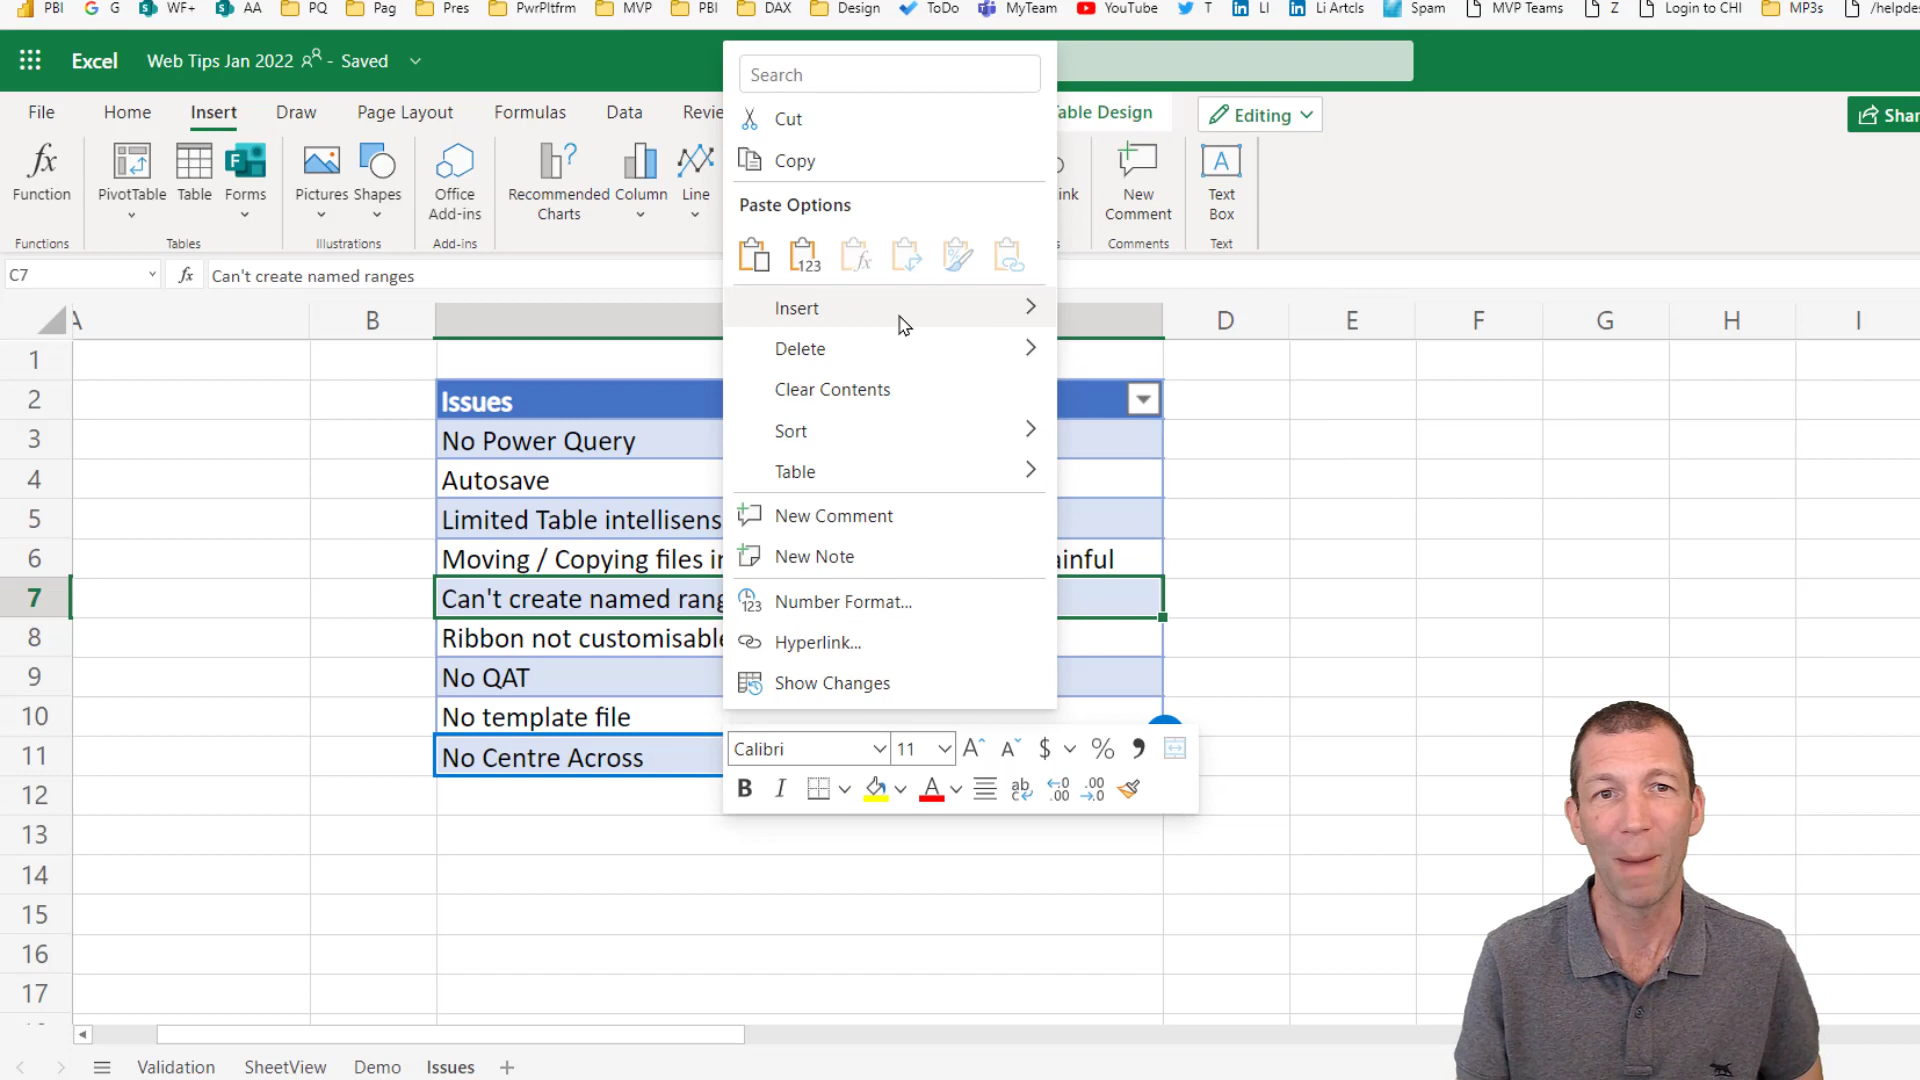 PBI G WF+ AA PQ Pag Pres PwrPltfrm MVP PBI DAX Design ToDo MyTeam YouTube T LI Li Artcls Spam MVP Teams Z Login to CHI MP3s /helpdes
Excel Web Tips Jan 2022 - Saved
Search
File Home Insert Draw Page Layout Formulas Data Revie able Design Editing Shar
Cut
Copy
Function PivotTable Table Forms Pictures Shapes Office Add-ins Recommended Charts Column Line ink New Comment Text Box
Functions Tables Illustrations Add-ins s Comments Text
Paste Options
C7 fx Can't create named ranges
Insert
Delete
Clear Contents
Sort
Table
New Comment
New Note
Number Format...
Hyperlink...
Show Changes
A B D E F G H I
1
2 Issues
3 No Power Query
4 Autosave
5 Limited Table intellisens
6 Moving / Copying files in ainful
7 Can't create named rang
8 Ribbon not customisable
9 No QAT
10 No template file
11 No Centre Across
12
13
14
15
16
17
Calibri 11 A A $ % ,
B I A ab c .00 .00
Validation SheetView Demo Issues +